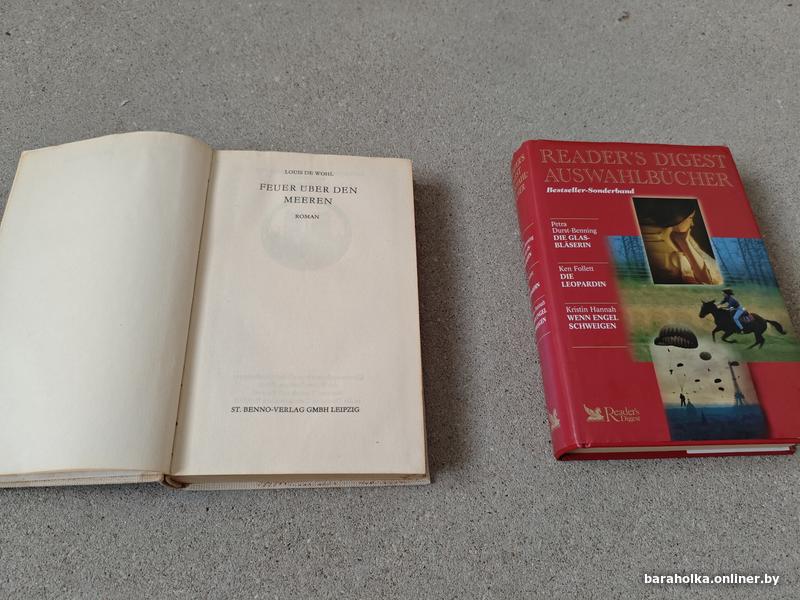 LOUIS DE WOHL
FEUER ÜBER DEN
MEEREN
ROMAN
ST. BENNO-VERLAG GMBH LEIPZIG
READER'S DIGEST
AUSWAHLBÜCHER
Bestseller-Sonderband
Petra
Durst-Benning
DIE GLAS-
BLÄSERIN
Ken Follett
DIE
LEOPARDIN
Kristin Hannah
WENN ENGEL
SCHWEIGEN
Reader's
Digest
baraholka.onliner.by